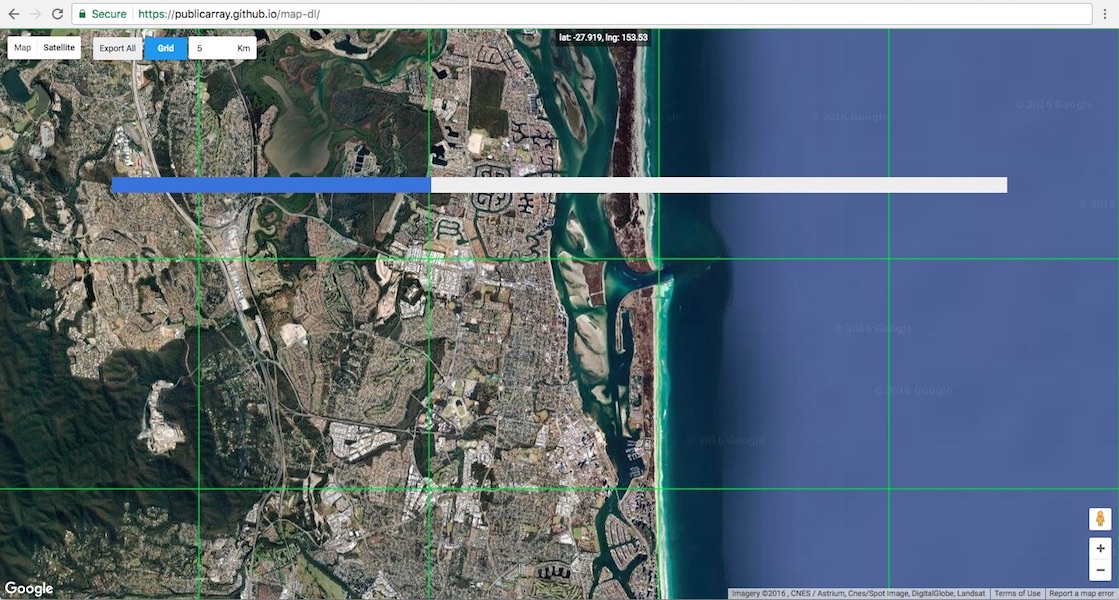 Secure https://publicarray.github.io/map-dl/
Map Satellite Export All Grid 5 Km
lat: -27.919, lng: 153.53
© 2016 Google
© 2016 Google
© 2016
© 2016 Google
© 2016 Google
© 2016 Google
Google
Imagery ©2016 , CNES / Astrium, Cnes/Spot Image, DigitalGlobe, Landsat Terms of Use Report a map error